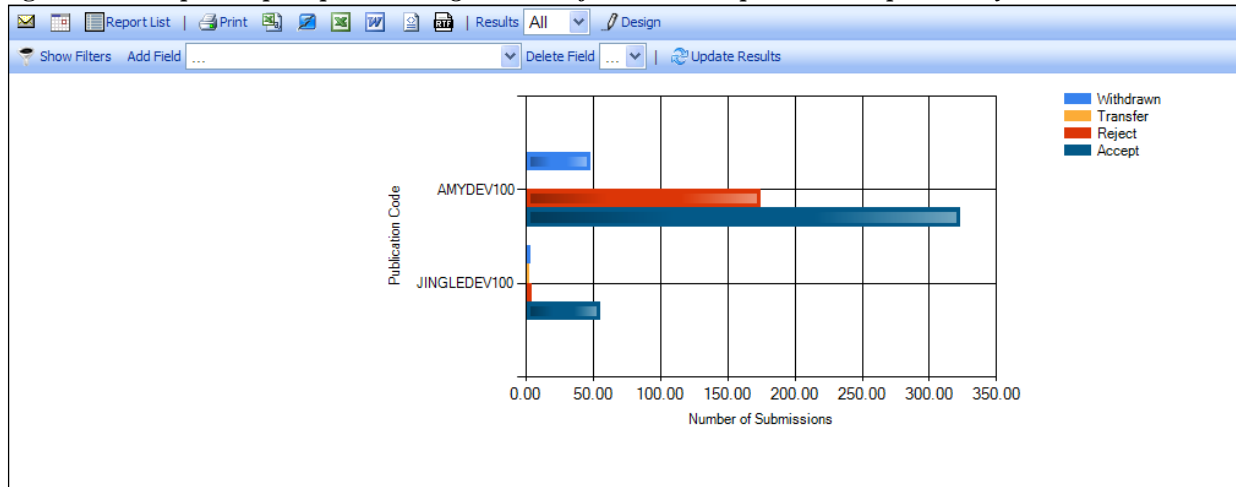 Report List | Print RTF | Results All Design
Show Filters Add Field ... Delete Field ... | Update Results
Withdrawn
Transfer
Reject
Accept
Publication Code
AMYDEV100
JINGLEDEV100
0.00 50.00 100.00 150.00 200.00 250.00 300.00 350.00
Number of Submissions